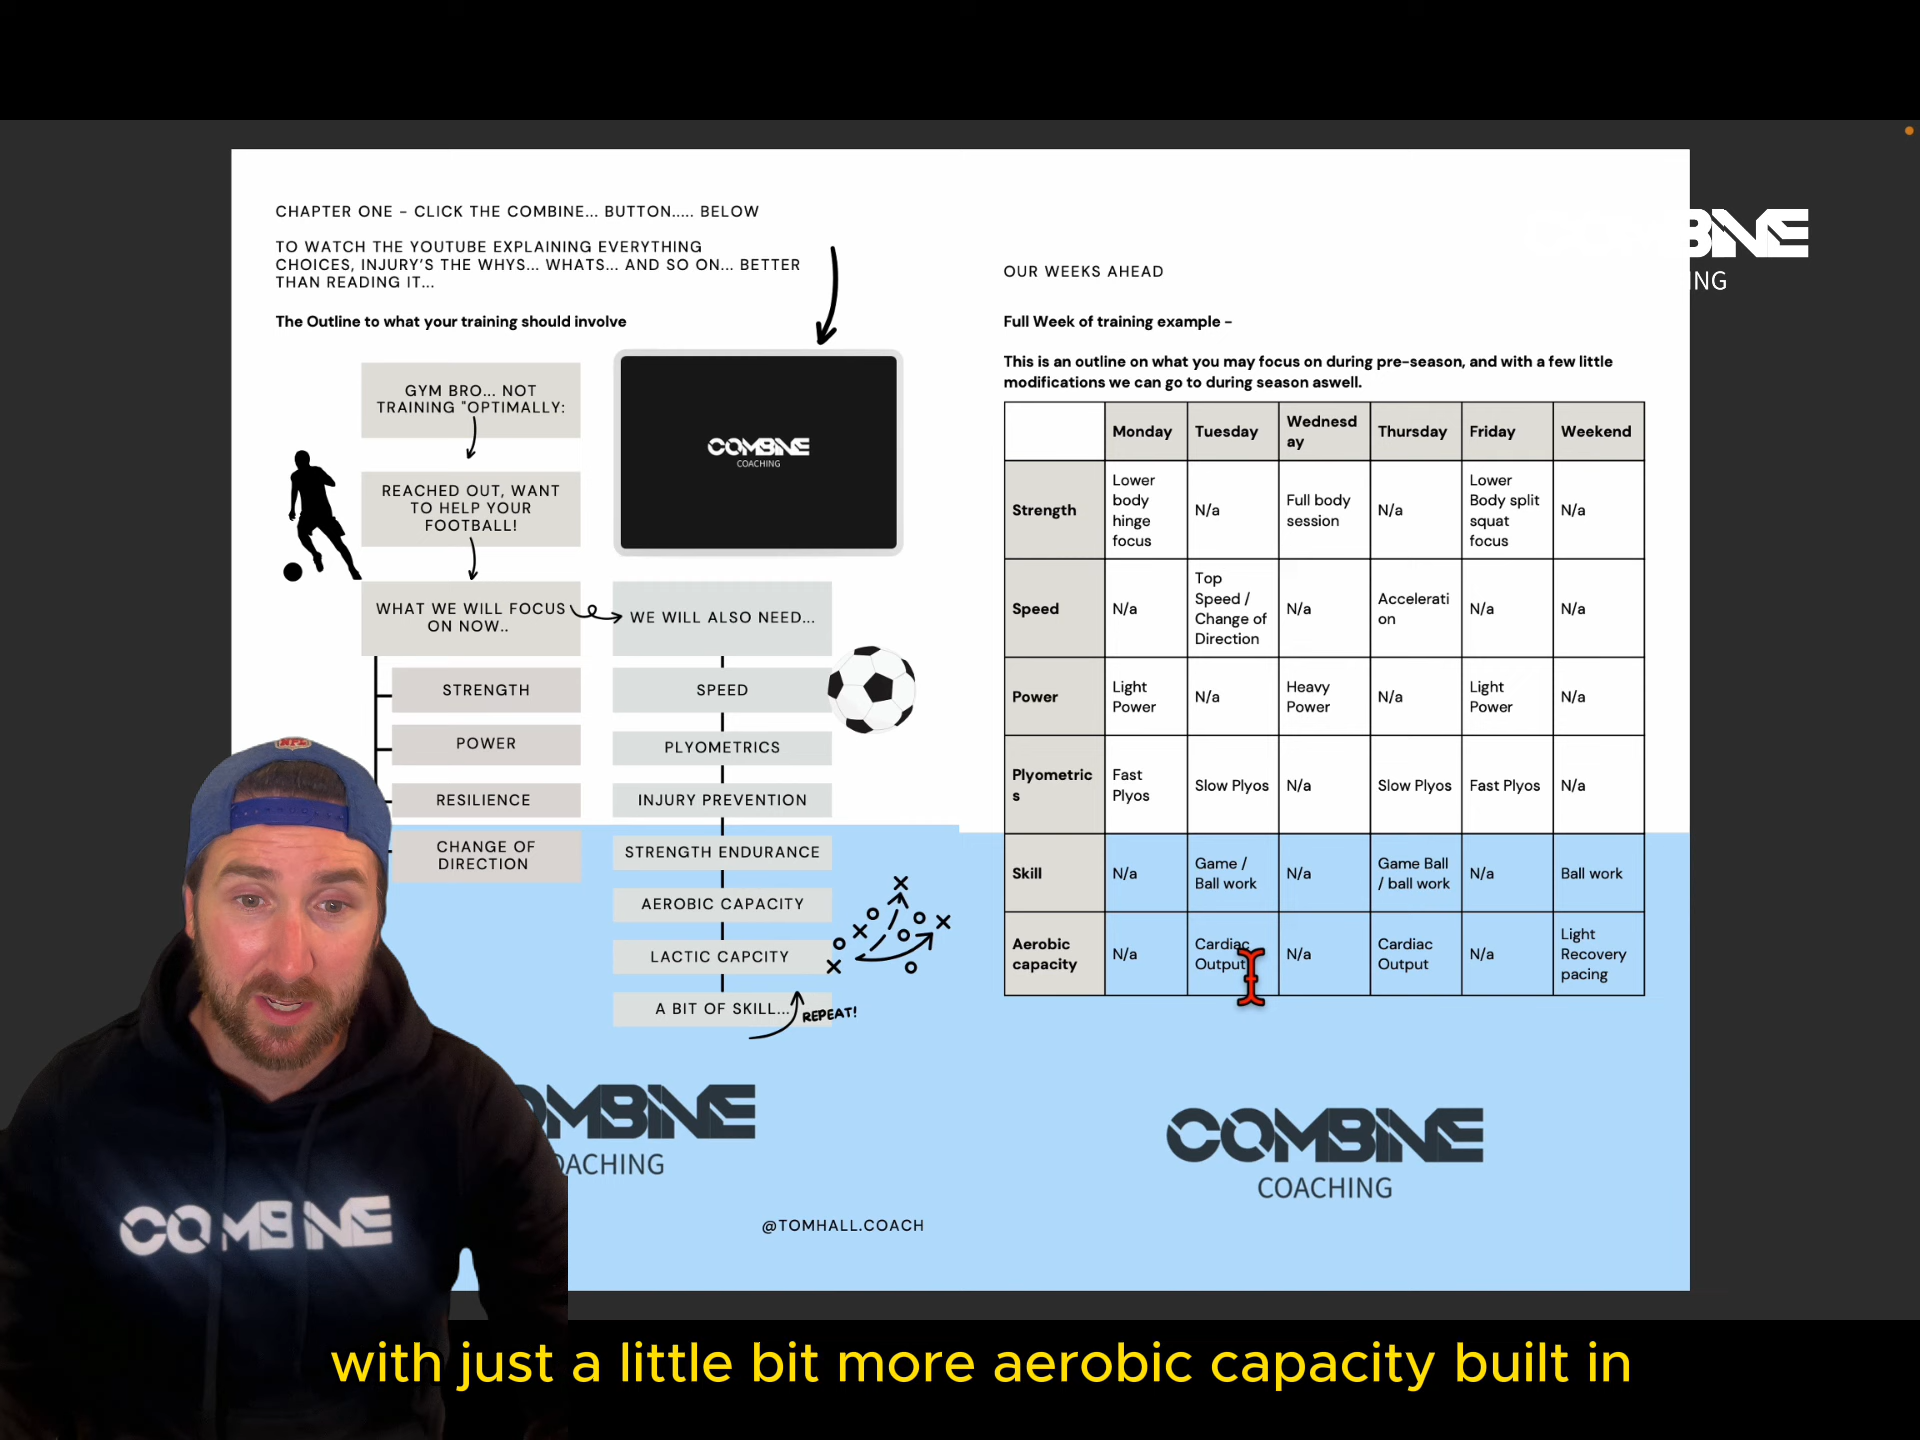 CHAPTER ONE - CLICK THE COMBINE... BUTTON..... BELOW
TO WATCH THE YOUTUBE EXPLAINING EVERYTHING
CHOICES, INJURY'S THE WHYS... WHATS... AND SO ON... BETTER
THAN READING IT...
The Outline to what your training should involve
GYM BRO... NOT
TRAINING "OPTIMALLY:
REACHED OUT, WANT
TO HELP YOUR
FOOTBALL!
COMBINE
COACHING
WHAT WE WILL FOCUS
ON NOW..
WE WILL ALSO NEED...
STRENGTH
POWER
RESILIENCE
CHANGE OF
DIRECTION
SPEED
PLYOMETRICS
INJURY PREVENTION
STRENGTH ENDURANCE
AEROBIC CAPACITY
LACTIC CAPCITY
A BIT OF SKILL...
REPEAT!
OMBINE
OACHING
@TOMHALL.COACH
OUR WEEKS AHEAD
Full Week of training example -
This is an outline on what you may focus on during pre-season, and with a few little
modifications we can go to during season aswell.
Monday
Tuesday
Wednesd
ay
Thursday
Friday
Weekend
Strength
Lower
body
hinge
focus
N/a
Full body
session
N/a
Lower
Body split
squat
focus
N/a
Speed
N/a
Top
Speed /
Change of
Direction
N/a
Accelerati
on
N/a
N/a
Power
Light
Power
N/a
Heavy
Power
N/a
Light
Power
N/a
Plyometric
s
Fast
Plyos
Slow Plyos
N/a
Slow Plyos
Fast Plyos
N/a
Skill
N/a
Game /
Ball work
N/a
Game Ball
/ ball work
N/a
Ball work
Aerobic
capacity
N/a
Cardiac
Output
N/a
Cardiac
Output
N/a
Light
Recovery
pacing
COMBINE
COACHING
BINE
ING
NFL
COMBINE
with just a little bit more aerobic capacity built in